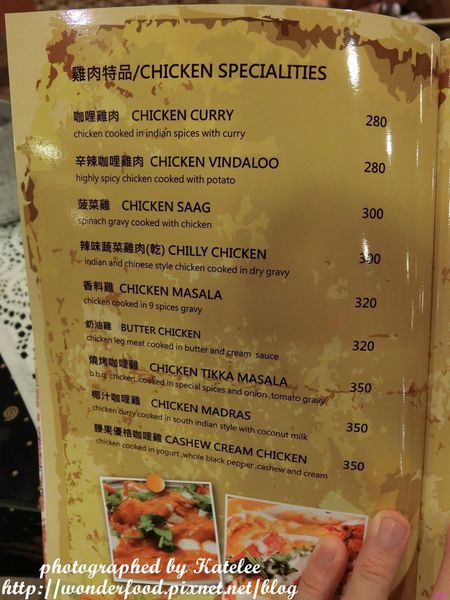 雞肉特品/CHICKEN SPECIALITIES
咖哩雞肉 CHICKEN CURRY 280
chicken cooked in indian spices with curry
辛辣咖哩雞肉 CHICKEN VINDALOO 280
highly spicy chicken cooked with potato
菠菜雞 CHICKEN SAAG 300
spinach gravy cooked with chicken
辣味蔬菜雞肉(乾) CHILLY CHICKEN 300
indian and chinese style chicken cooked in dry gravy
香料雞 CHICKEN MASALA 320
chicken cooked in 9 spices gravy
奶油雞 BUTTER CHICKEN 320
chicken leg meat cooked in butter and cream sauce
燒烤咖哩雞 CHICKEN TIKKA MASALA 350
b.b.q. chicken cooked in special spices and onion ,tomato gravy
椰汁咖哩雞 CHICKEN MADRAS 350
chicken curry cooked in south indian style with coconut milk
腰果優格咖哩雞 CASHEW CREAM CHICKEN 350
chicken cooked in yogurt ,whole black pepper ,cashew and cream
photographed by Katelee
http://wonderfood.pixnet.net/blog